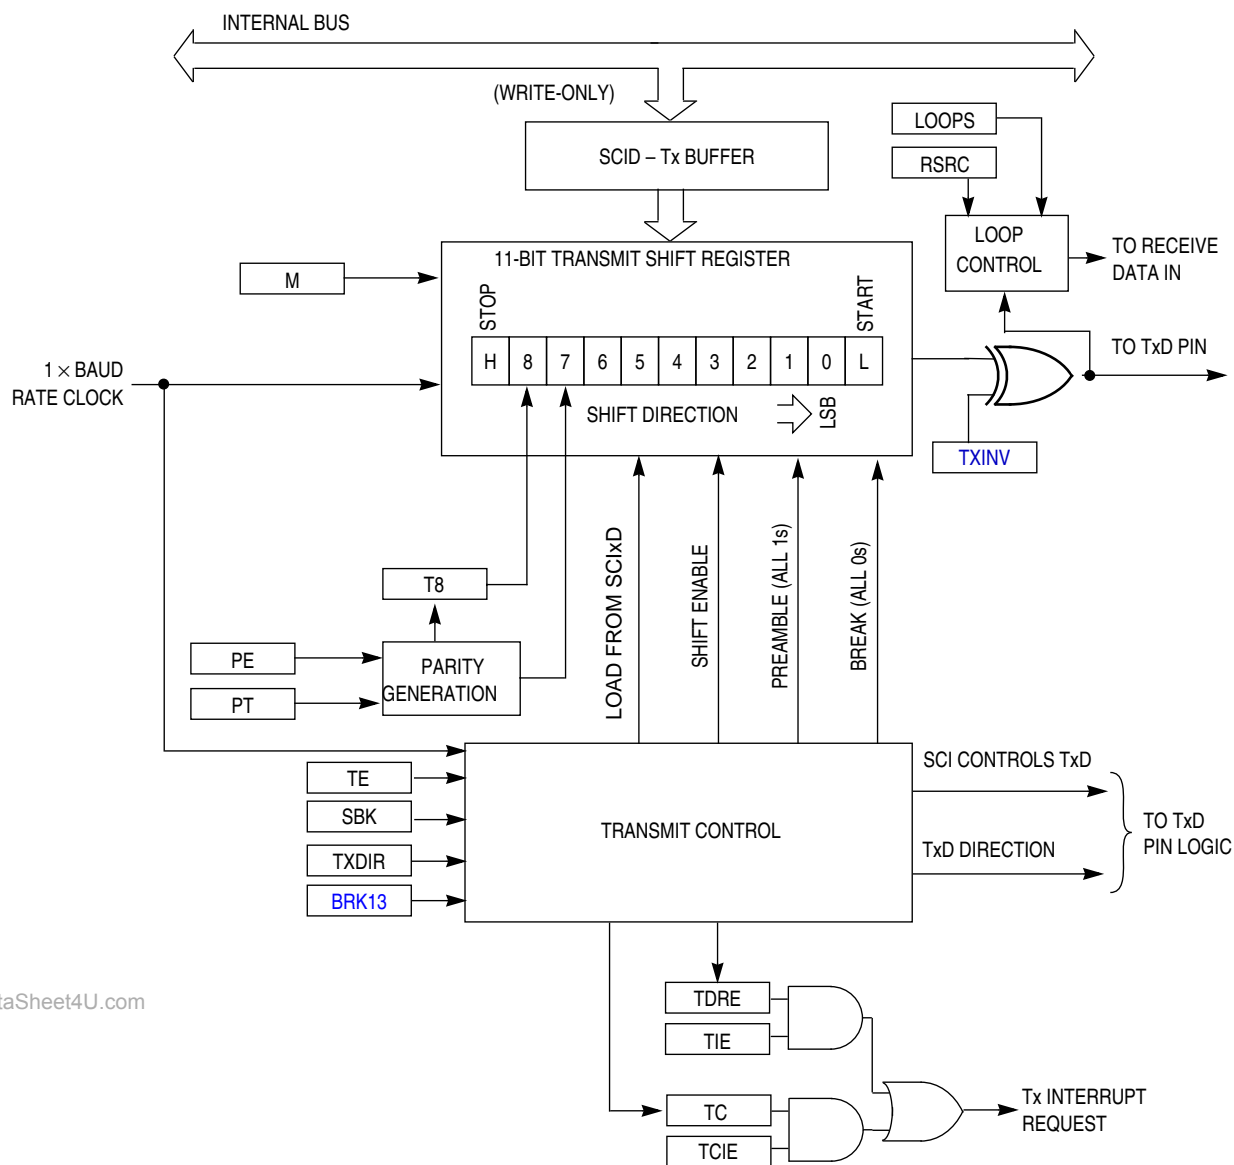 INTERNAL BUS
(WRITE-ONLY)
LOOPS
SCID – Tx BUFFER
RSRC
LOOP
CONTROL
TO RECEIVE
DATA IN
11-BIT TRANSMIT SHIFT REGISTER
M
STOP
START
H 8 7 6 5 4 3 2 1 0 L
TO TxD PIN
1 × BAUD
RATE CLOCK
SHIFT DIRECTION
LSB
TXINV
LOAD FROM SCIxD
SHIFT ENABLE
PREAMBLE (ALL 1s)
BREAK (ALL 0s)
T8
PE
PT
PARITY
GENERATION
SCI CONTROLS TxD
TE
SBK
TXDIR
BRK13
TRANSMIT CONTROL
TO TxD
PIN LOGIC
TxD DIRECTION
taSheet4U.com
TDRE
TIE
TC
TCIE
Tx INTERRUPT
REQUEST